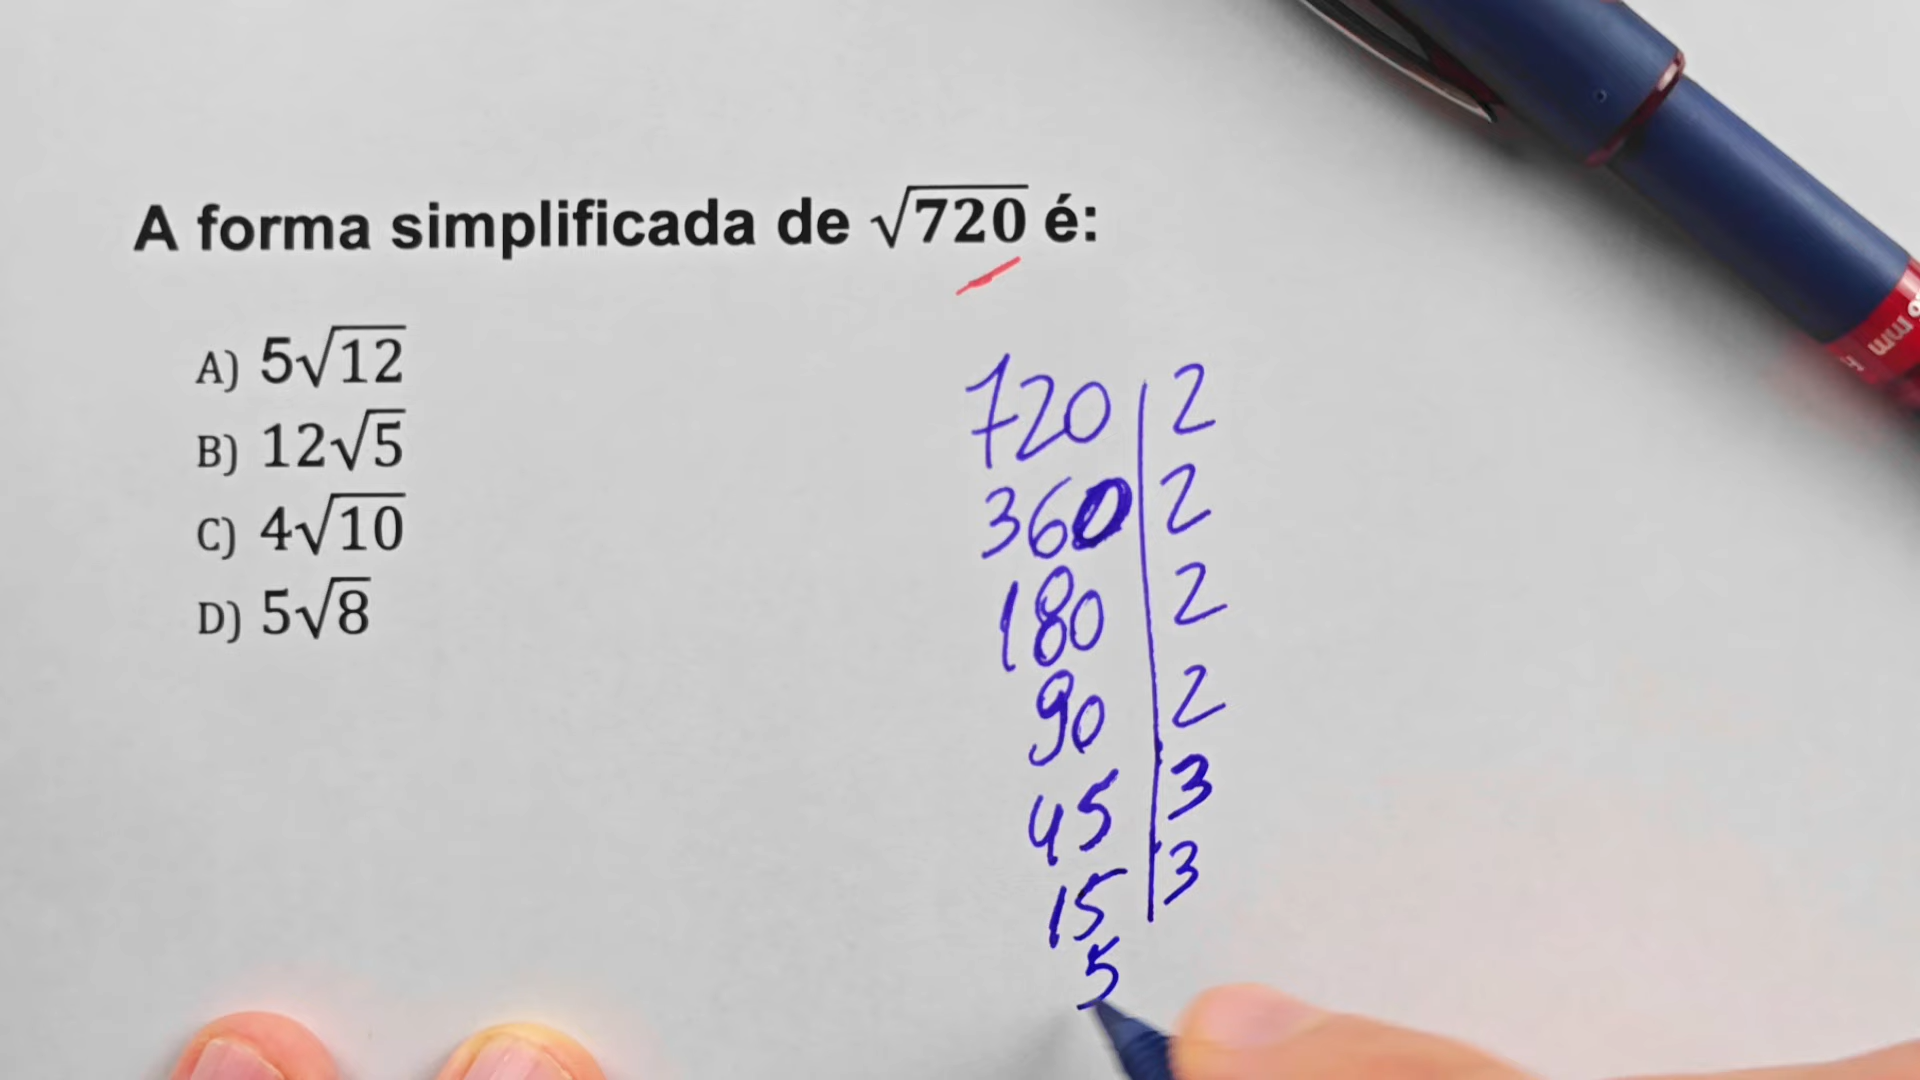 A forma simplificada de √720 é:
A) 5√12
B) 12√5
C) 4√10
D) 5√8
720 | 2
360 | 2
180 | 2
90 | 2
45 | 3
15 | 3
5
mm